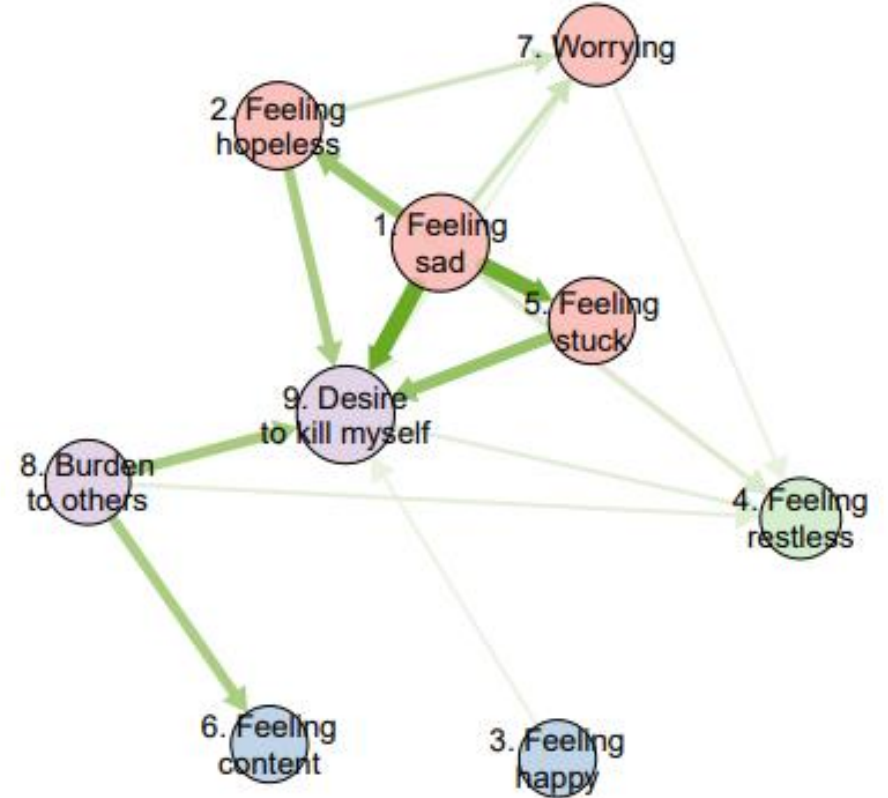 7. Worrying
2. Feeling
hopeless
1. Feeling
sad
5. Feeling
stuck
9. Desire
to kill myself
8. Burden
to others
4. Feeling
restless
6. Feeling
content
3. Feeling
happy